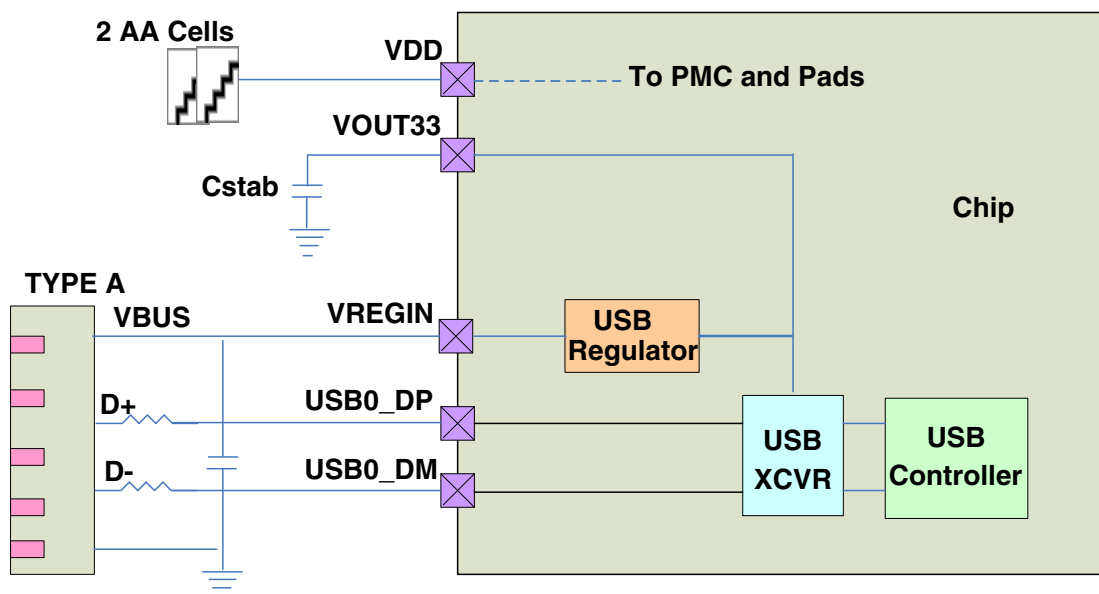 2 AA Cells
VDD
To PMC and Pads
VOUT33
Cstab
Chip
TYPE A
VBUS
VREGIN
USB
Regulator
D+
USB0_DP
D-
USB0_DM
USB
XCVR
USB
Controller